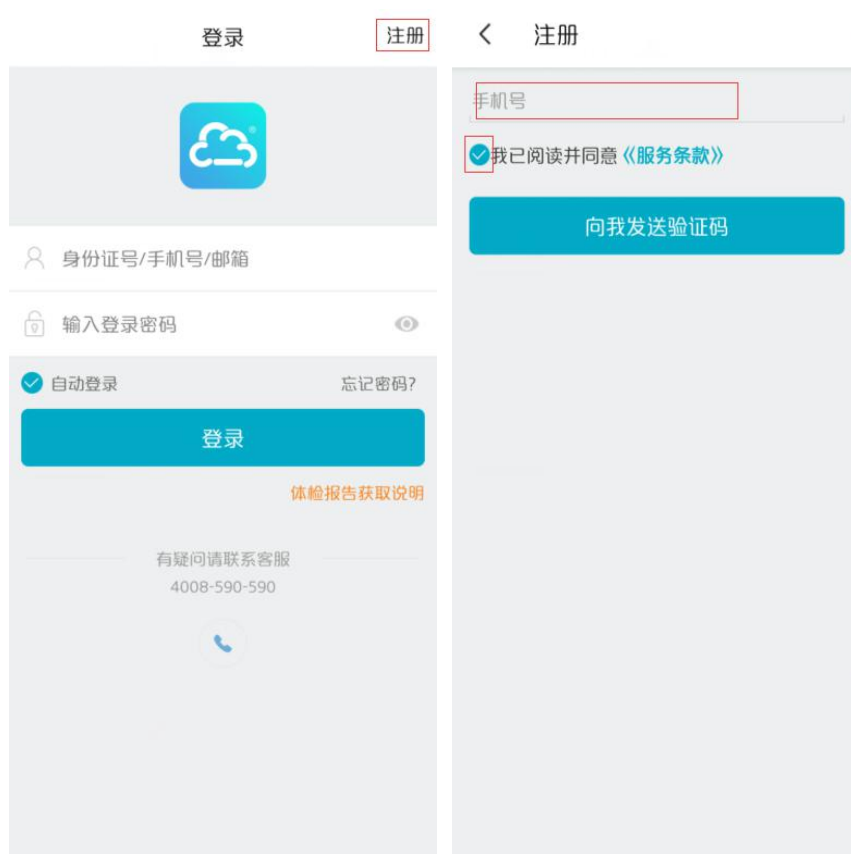 登录
注册
身份证号/手机号/邮箱
输入登录密码
自动登录
忘记密码?
登录
体检报告获取说明
有疑问请联系客服
4008-590-590
注册
手机号
我已阅读并同意《服务条款》
向我发送验证码